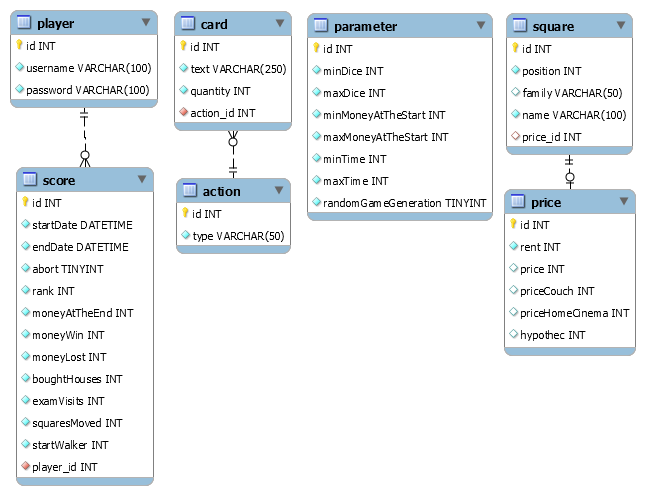 player
id INT
username VARCHAR(100)
password VARCHAR(100)
score
id INT
startDate DATETIME
endDate DATETIME
abort TINYINT
rank INT
moneyAtTheEnd INT
moneyWin INT
moneyLost INT
boughtHouses INT
examVisits INT
squaresMoved INT
startWalker INT
player_id INT
card
id INT
text VARCHAR(250)
quantity INT
action_id INT
action
id INT
type VARCHAR(50)
parameter
id INT
minDice INT
maxDice INT
minMoneyAtTheStart INT
maxMoneyAtTheStart INT
minTime INT
maxTime INT
randomGameGeneration TINYINT
square
id INT
position INT
family VARCHAR(50)
name VARCHAR(100)
price_id INT
price
id INT
rent INT
price INT
priceCouch INT
priceHomeCinema INT
hypothec INT